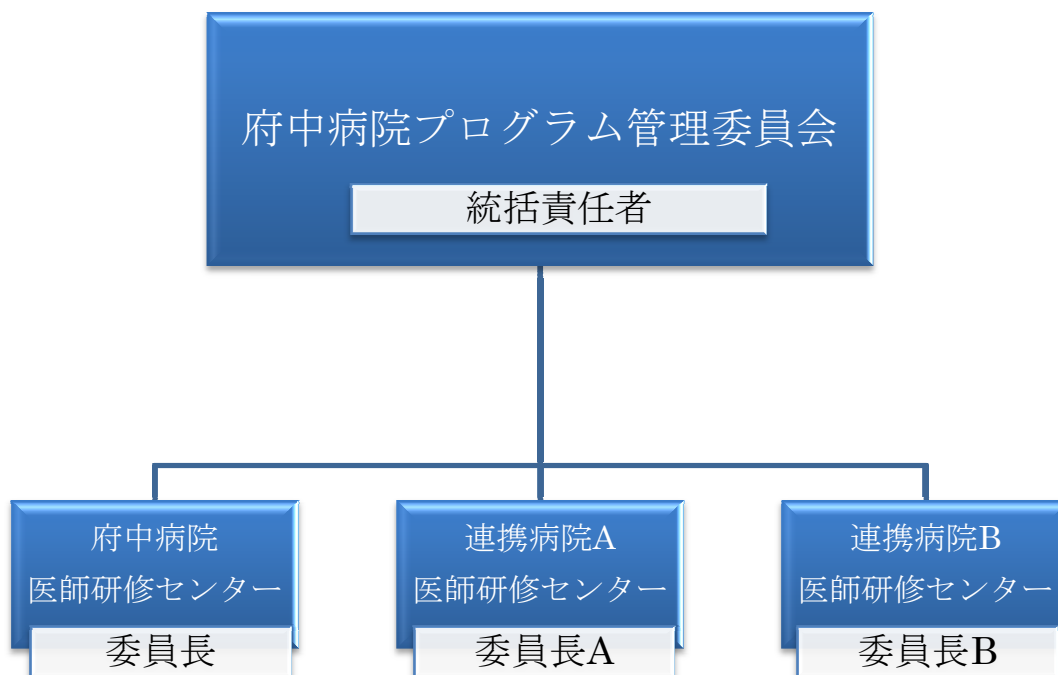 府中病院プログラム管理委員会
統括責任者
府中病院
医師研修センター
委員長
連携病院A
医師研修センター
委員長A
連携病院B
医師研修センター
委員長B